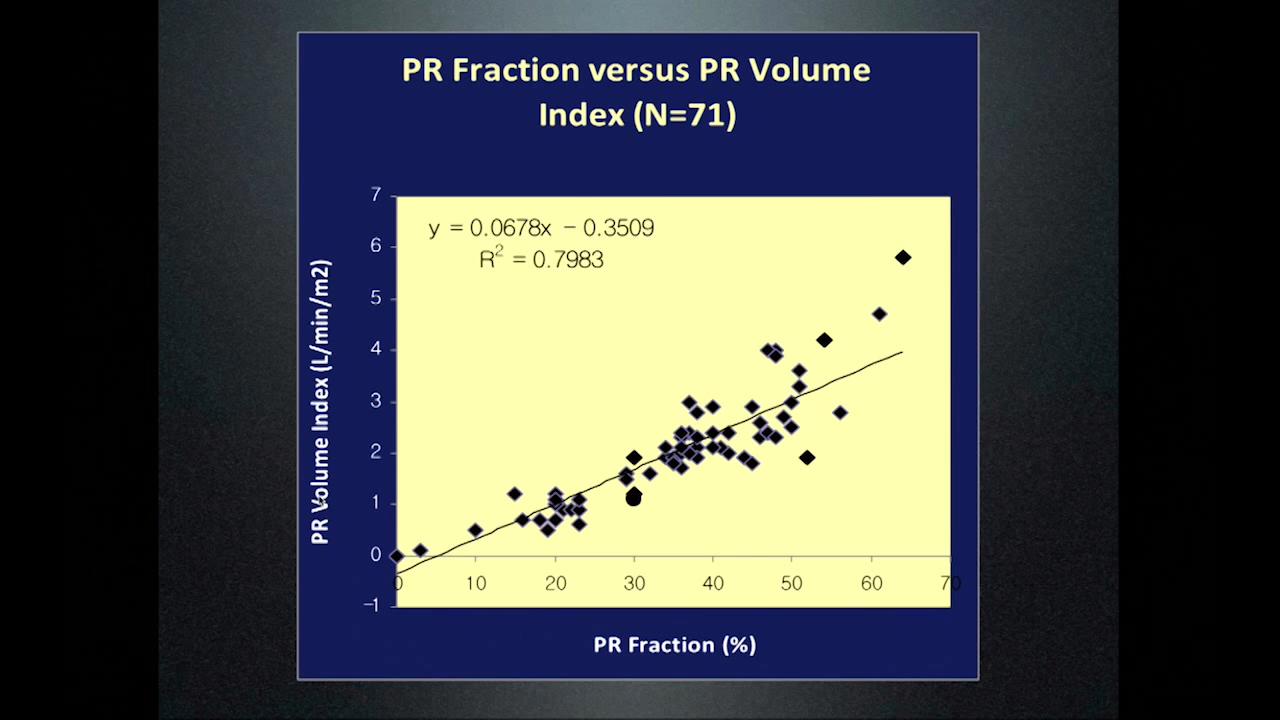 PR Fraction versus PR Volume
Index (N=71)
y = 0.0678x − 0.3509
R² = 0.7983
PR Volume Index (L/min/m2)
7
6
5
4
3
2
1
0
−1
0 10 20 30 40 50 60 70
PR Fraction (%)